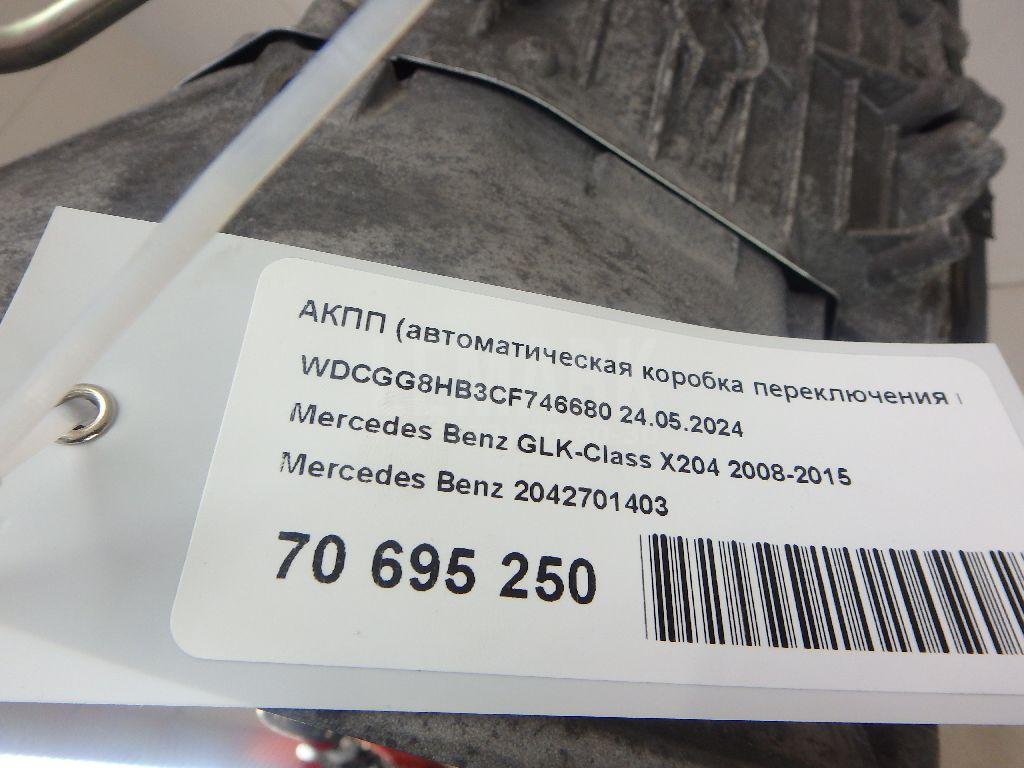 АКПП (автоматическая коробка переключения
WDCGG8HB3CF746680 24.05.2024
Mercedes Benz GLK-Class X204 2008-2015
Mercedes Benz 2042701403
70 695 250